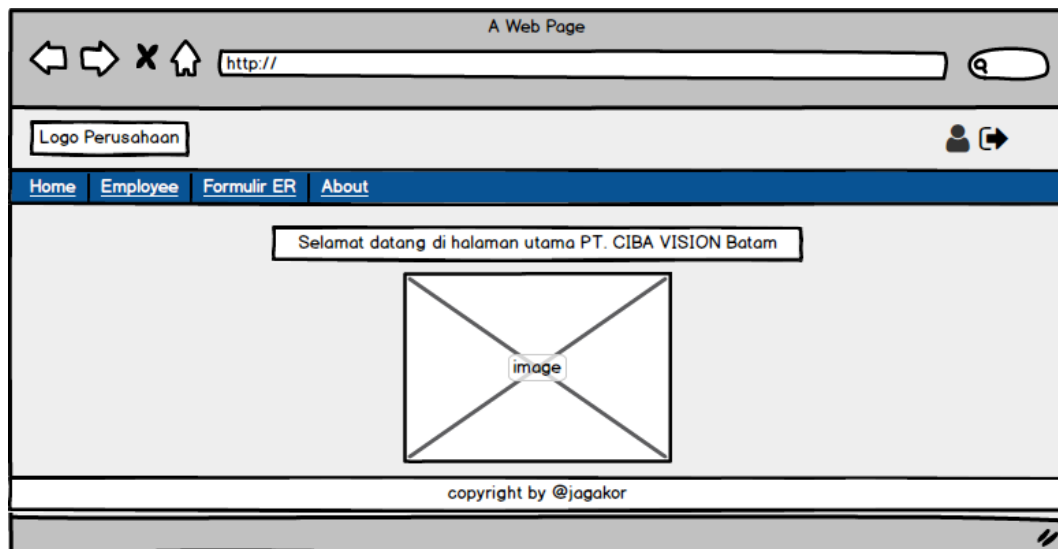 A Web Page
http://
Logo Perusahaan
Home Employee Formulir ER About
Selamat datang di halaman utama PT. CIBA VISION Batam
image
copyright by @jagakor